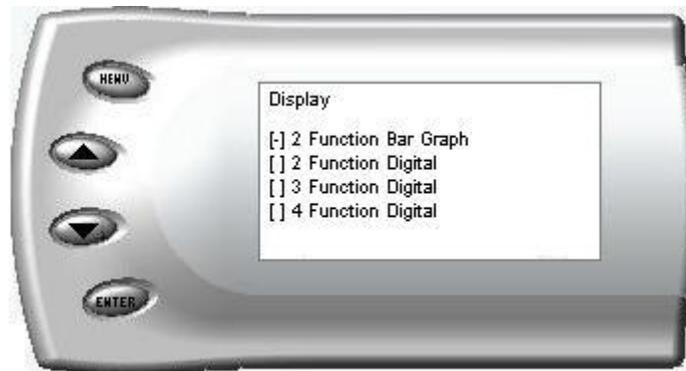 MENU
Display
[-] 2 Function Bar Graph
[ ] 2 Function Digital
[ ] 3 Function Digital
[ ] 4 Function Digital
ENTER